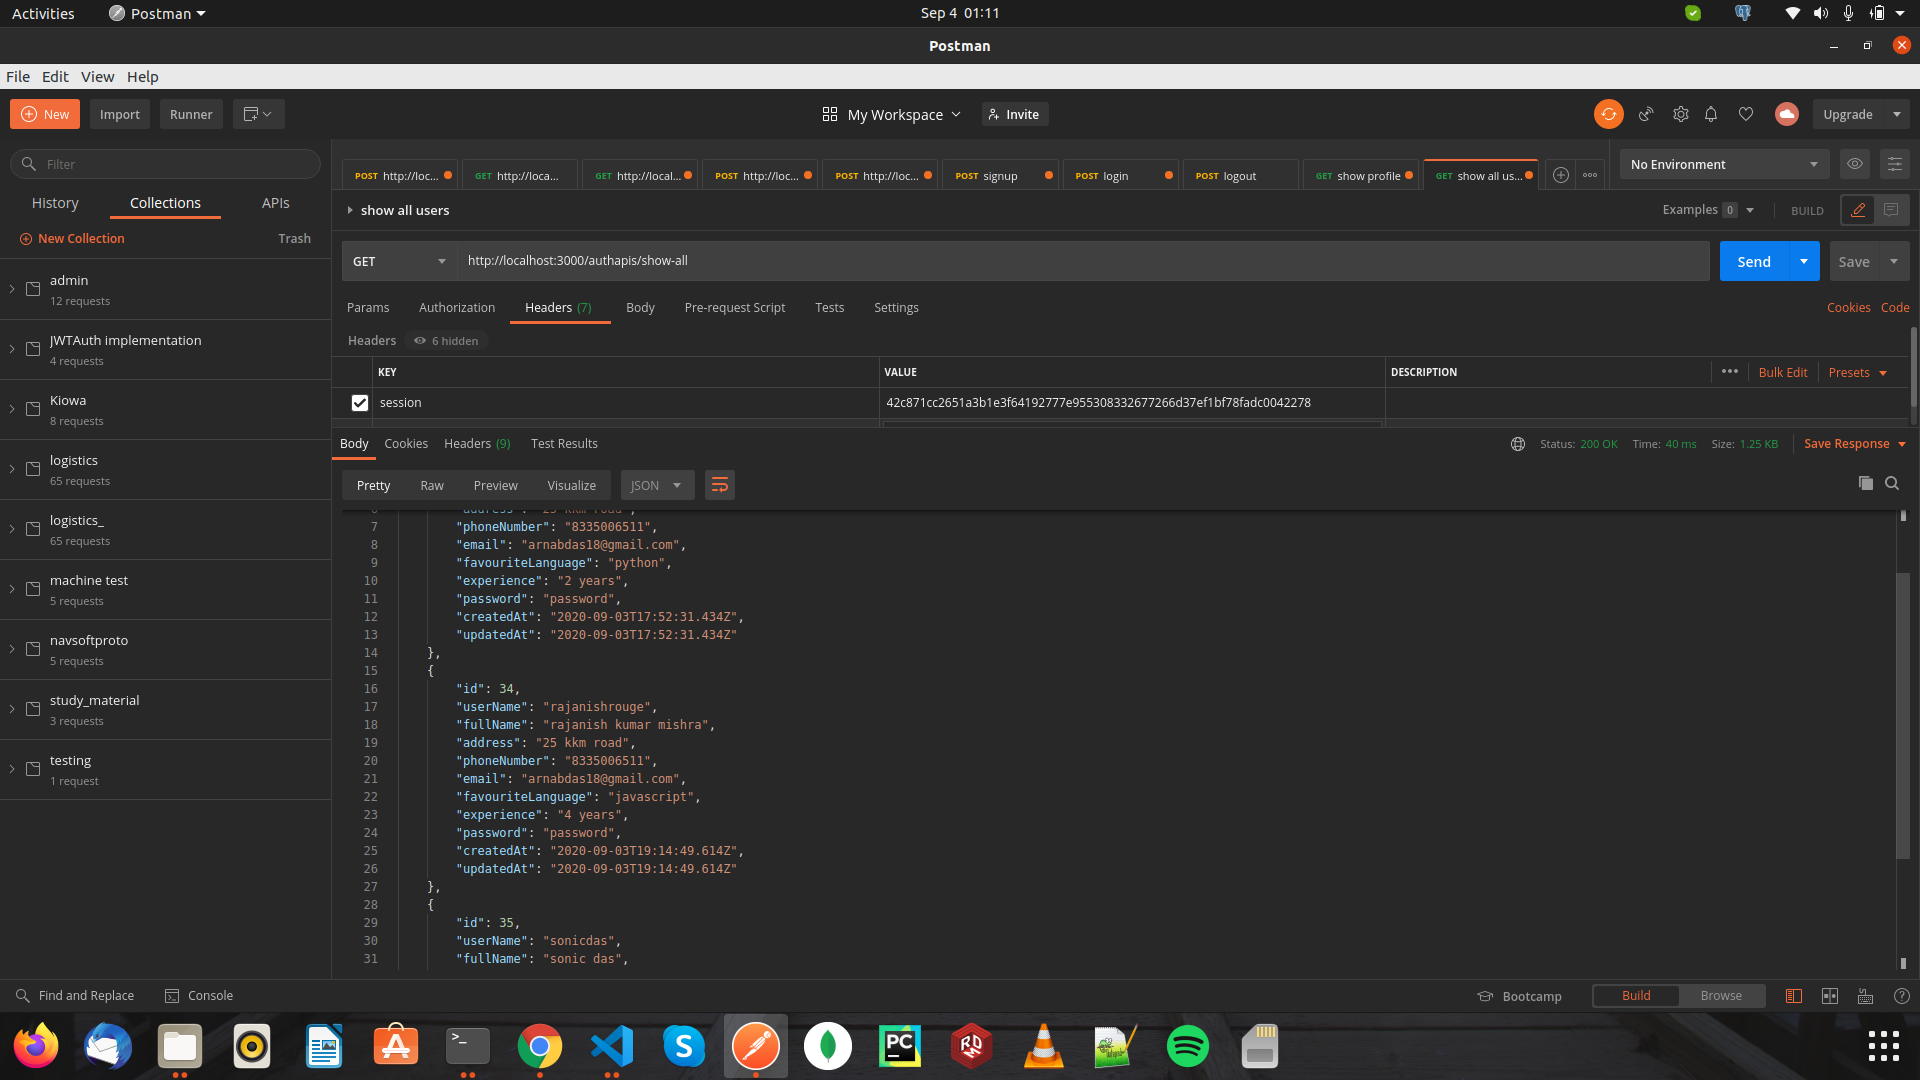 Activities Postman Sep 4 01:11
Postman
File Edit View Help
New Import Runner My Workspace Invite Upgrade
Filter
History Collections APIs
New Collection Trash
admin
12 requests
JWTAuth implementation
4 requests
Kiowa
8 requests
logistics
65 requests
logistics_
65 requests
machine test
5 requests
navsoftproto
5 requests
study_material
3 requests
testing
1 request
POST http://loc... GET http://loca... GET http://local... POST http://loc... POST http://loc... POST signup POST login POST logout GET show profile GET show all us... No Environment
show all users Examples 0 BUILD
GET http://localhost:3000/authapis/show-all Send Save
Params Authorization Headers (7) Body Pre-request Script Tests Settings Cookies Code
Headers 6 hidden
KEY VALUE DESCRIPTION Bulk Edit Presets
session 42c871cc2651a3b1e3f64192777e955308332677266d37ef1bf78fadc0042278
Body Cookies Headers (9) Test Results Status: 200 OK Time: 40 ms Size: 1.25 KB Save Response
Pretty Raw Preview Visualize JSON
6 "address": "25 kkm road",
7 "phoneNumber": "8335006511",
8 "email": "arnabdas18@gmail.com",
9 "favouriteLanguage": "python",
10 "experience": "2 years",
11 "password": "password",
12 "createdAt": "2020-09-03T17:52:31.434Z",
13 "updatedAt": "2020-09-03T17:52:31.434Z"
14 },
15 {
16 "id": 34,
17 "userName": "rajanishrouge",
18 "fullName": "rajanish kumar mishra",
19 "address": "25 kkm road",
20 "phoneNumber": "8335006511",
21 "email": "arnabdas18@gmail.com",
22 "favouriteLanguage": "javascript",
23 "experience": "4 years",
24 "password": "password",
25 "createdAt": "2020-09-03T19:14:49.614Z",
26 "updatedAt": "2020-09-03T19:14:49.614Z"
27 },
28 {
29 "id": 35,
30 "userName": "sonicdas",
31 "fullName": "sonic das",
Find and Replace Console Bootcamp Build Browse